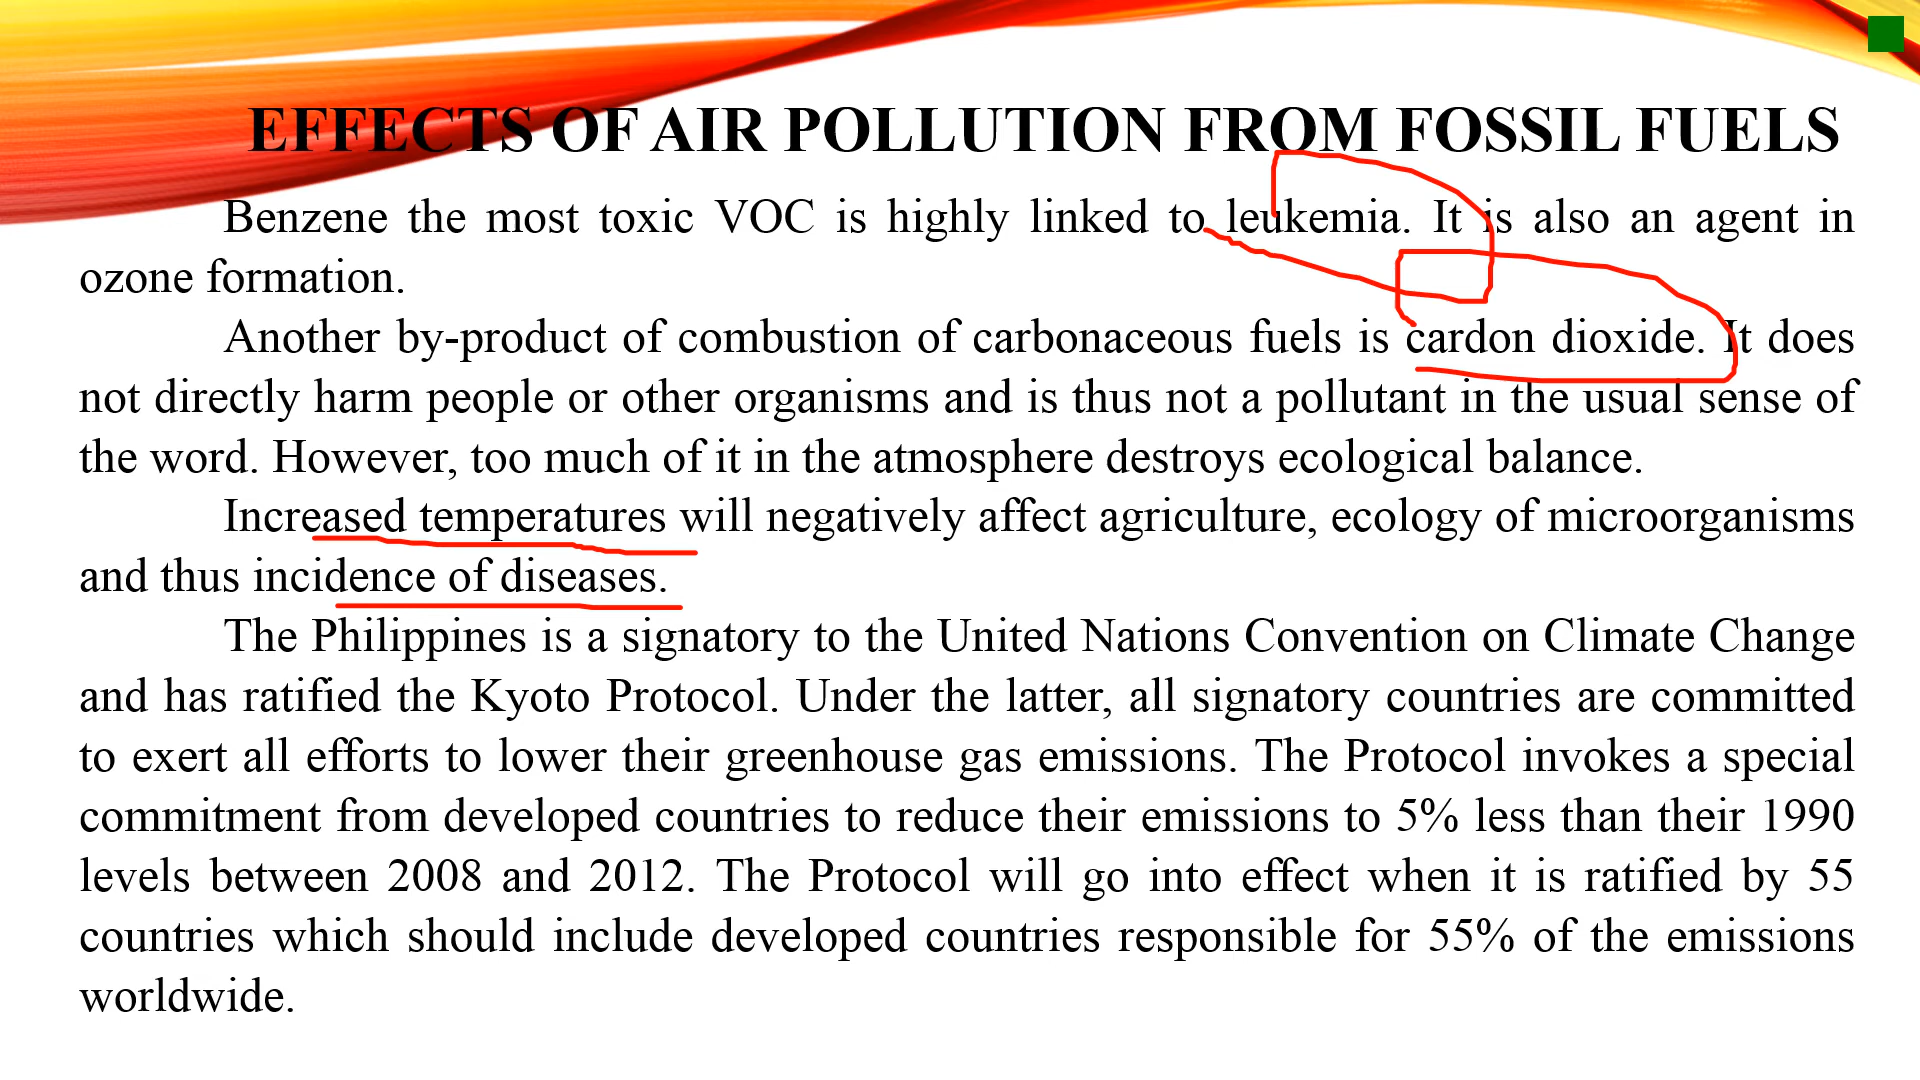 EFFECTS OF AIR POLLUTION FROM FOSSIL FUELS
Benzene the most toxic VOC is highly linked to leukemia. It is also an agent in
ozone formation.
Another by-product of combustion of carbonaceous fuels is cardon dioxide. It does
not directly harm people or other organisms and is thus not a pollutant in the usual sense of
the word. However, too much of it in the atmosphere destroys ecological balance.
Increased temperatures will negatively affect agriculture, ecology of microorganisms
and thus incidence of diseases.
The Philippines is a signatory to the United Nations Convention on Climate Change
and has ratified the Kyoto Protocol. Under the latter, all signatory countries are committed
to exert all efforts to lower their greenhouse gas emissions. The Protocol invokes a special
commitment from developed countries to reduce their emissions to 5% less than their 1990
levels between 2008 and 2012. The Protocol will go into effect when it is ratified by 55
countries which should include developed countries responsible for 55% of the emissions
worldwide.